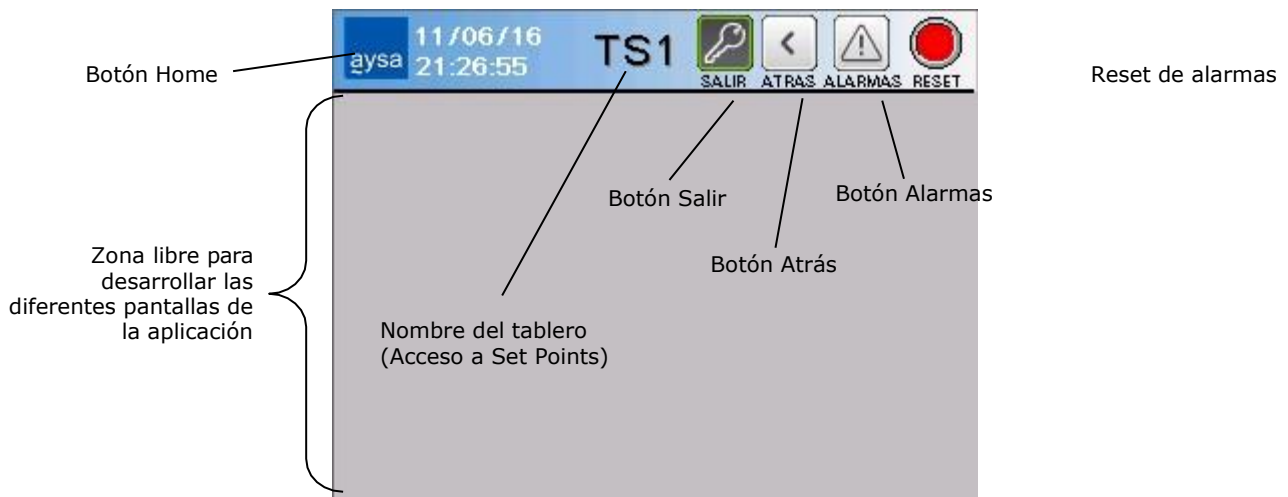 11/06/16
aysa
21:26:55
TS1
SALIR
ATRAS
ALARMAS
RESET
Botón Home
Reset de alarmas
Botón Salir
Botón Alarmas
Botón Atrás
Zona libre para
desarrollar las
diferentes pantallas de
la aplicación
Nombre del tablero
(Acceso a Set Points)